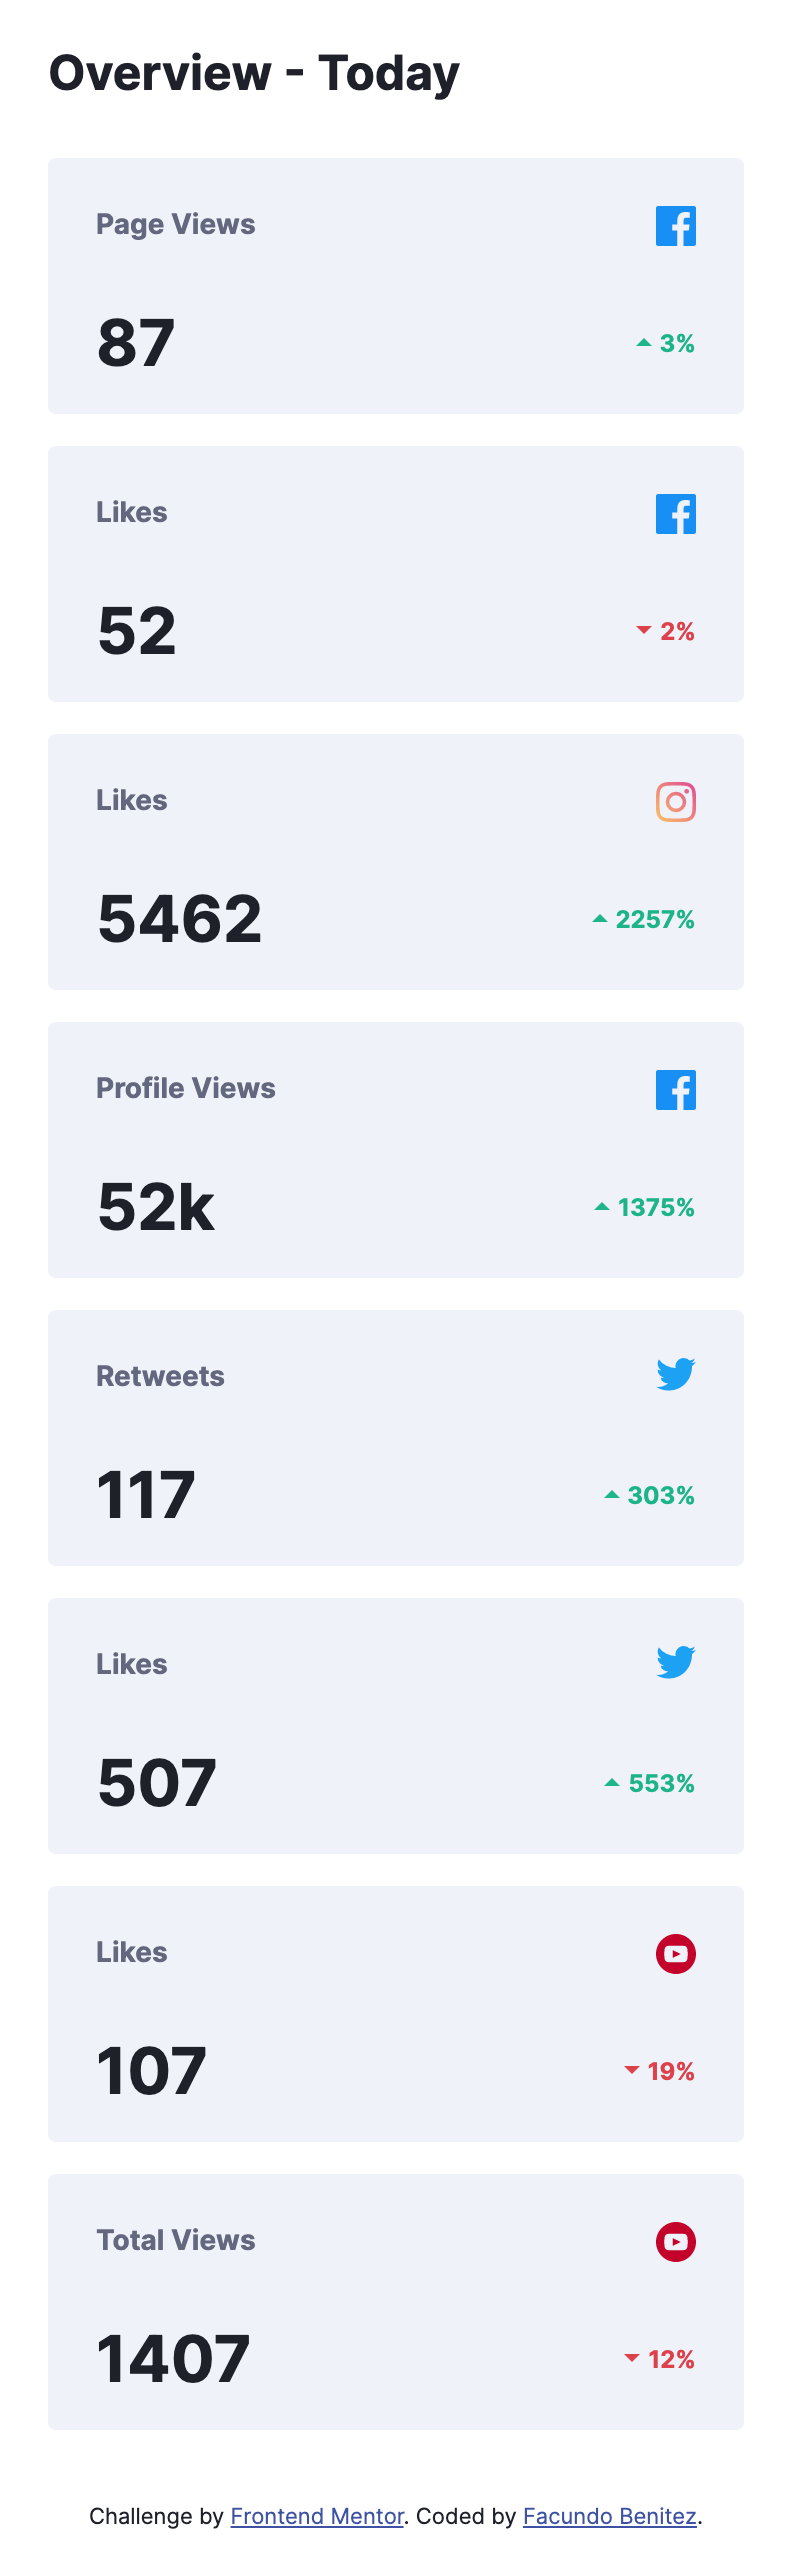 Overview - Today
Page Views
87
3%
Likes
52
2%
Likes
5462
2257%
Profile Views
52k
1375%
Retweets
117
303%
Likes
507
553%
Likes
107
19%
Total Views
1407
12%
Challenge by Frontend Mentor. Coded by Facundo Benitez.